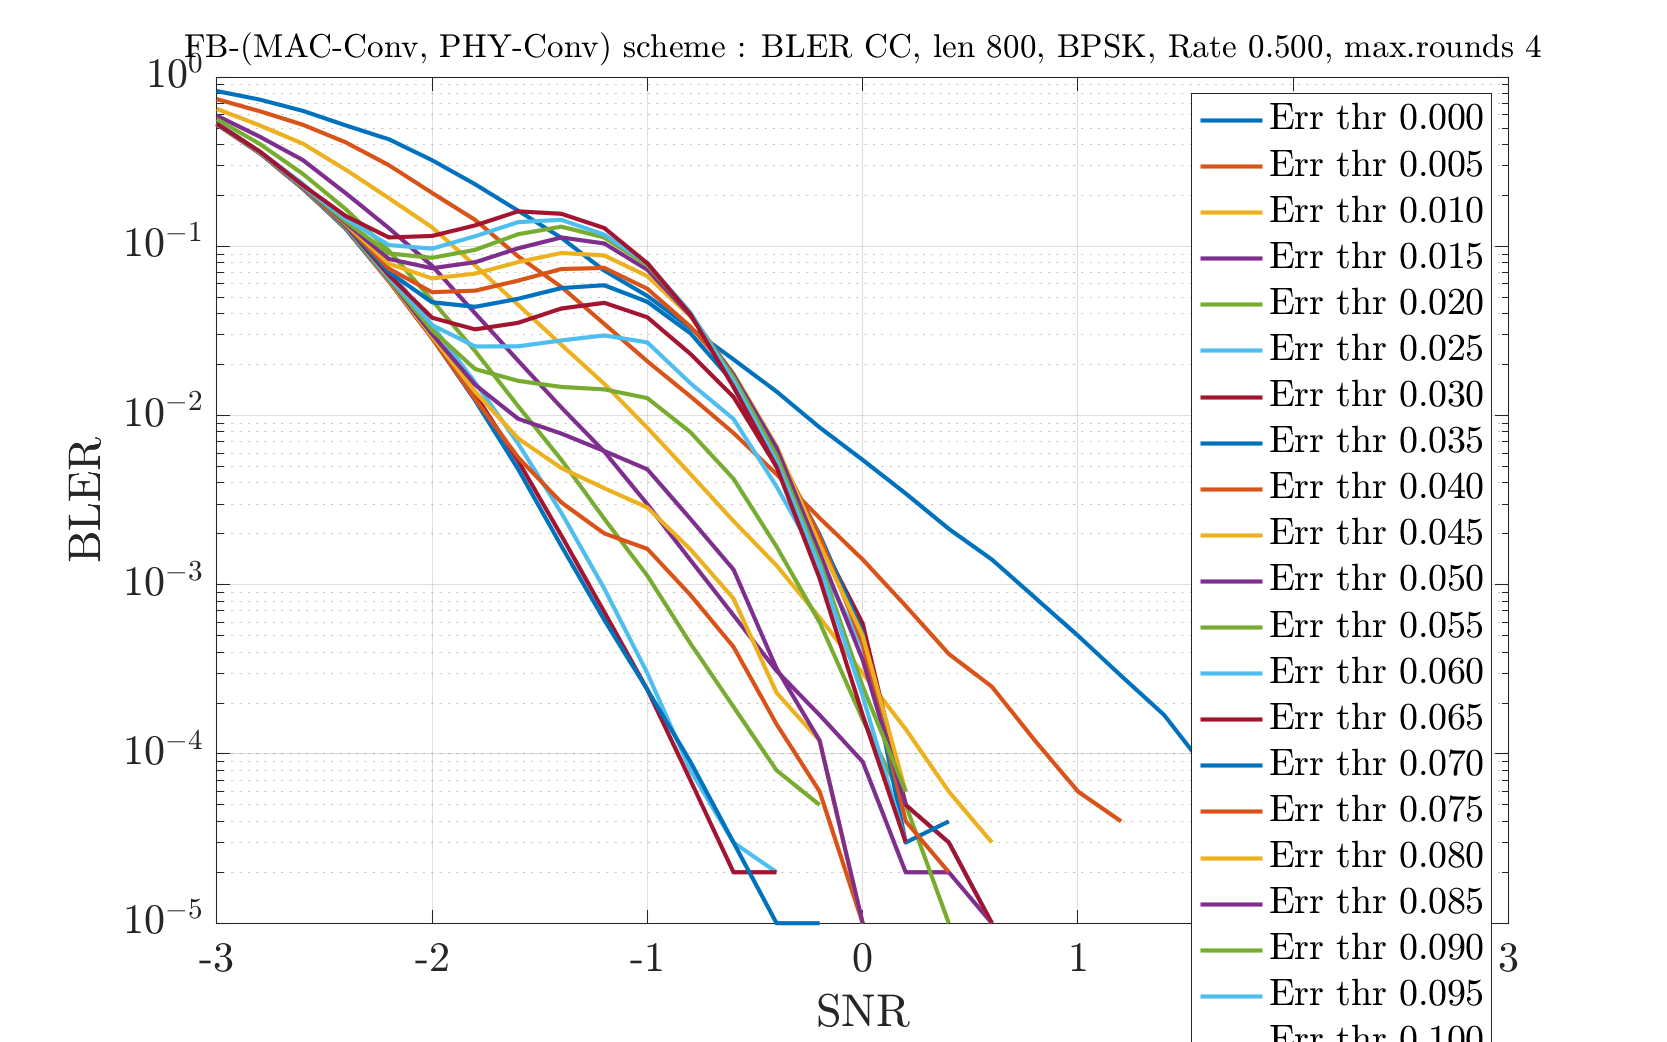 FB-(MAC-Conv, PHY-Conv) scheme : BLER CC, len 800, BPSK, Rate 0.500, max.rounds 4
10^0
10^-1
10^-2
10^-3
10^-4
10^-5
BLER
-3 -2 -1 0 1 3
SNR
Err thr 0.000
Err thr 0.005
Err thr 0.010
Err thr 0.015
Err thr 0.020
Err thr 0.025
Err thr 0.030
Err thr 0.035
Err thr 0.040
Err thr 0.045
Err thr 0.050
Err thr 0.055
Err thr 0.060
Err thr 0.065
Err thr 0.070
Err thr 0.075
Err thr 0.080
Err thr 0.085
Err thr 0.090
Err thr 0.095
Err thr 0.100